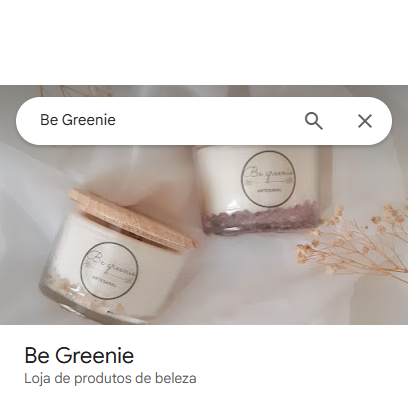 Be Greenie
Be greenie
ARTESANAL
Be greenie
ARTESANAL
Be Greenie
Loja de produtos de beleza